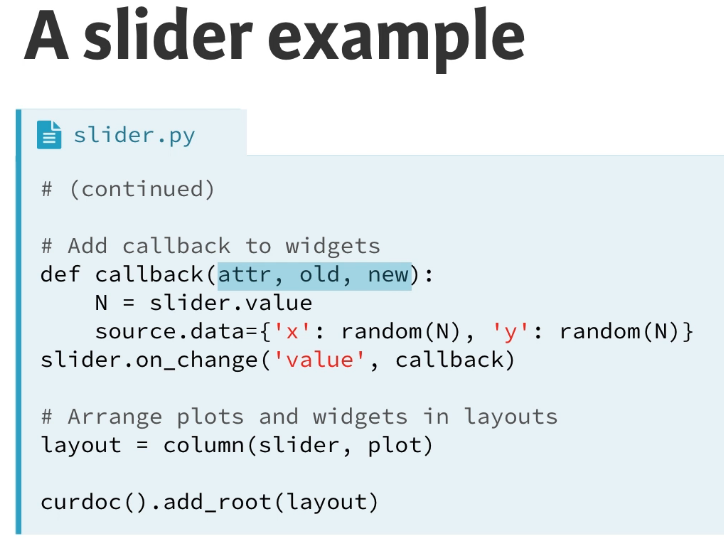 A slider example
slider.py
# (continued)
# Add callback to widgets
def callback(attr, old, new):
    N = slider.value
    source.data={'x': random(N), 'y': random(N)}
slider.on_change('value', callback)
# Arrange plots and widgets in layouts
layout = column(slider, plot)
curdoc().add_root(layout)